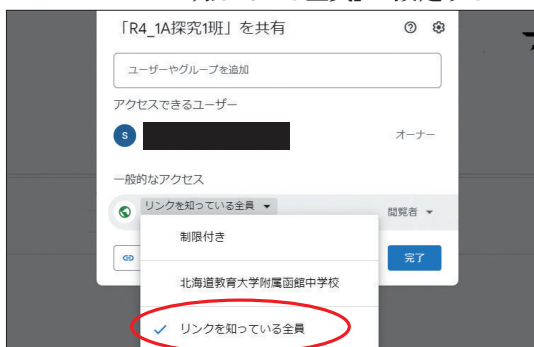 「R4_1A探究1班」を共有
ユーザーやグループを追加
アクセスできるユーザー
S
オーナー
一般的なアクセス
リンクを知っている全員
閲覧者
制限付き
完了
北海道教育大学附属函館中学校
リンクを知っている全員